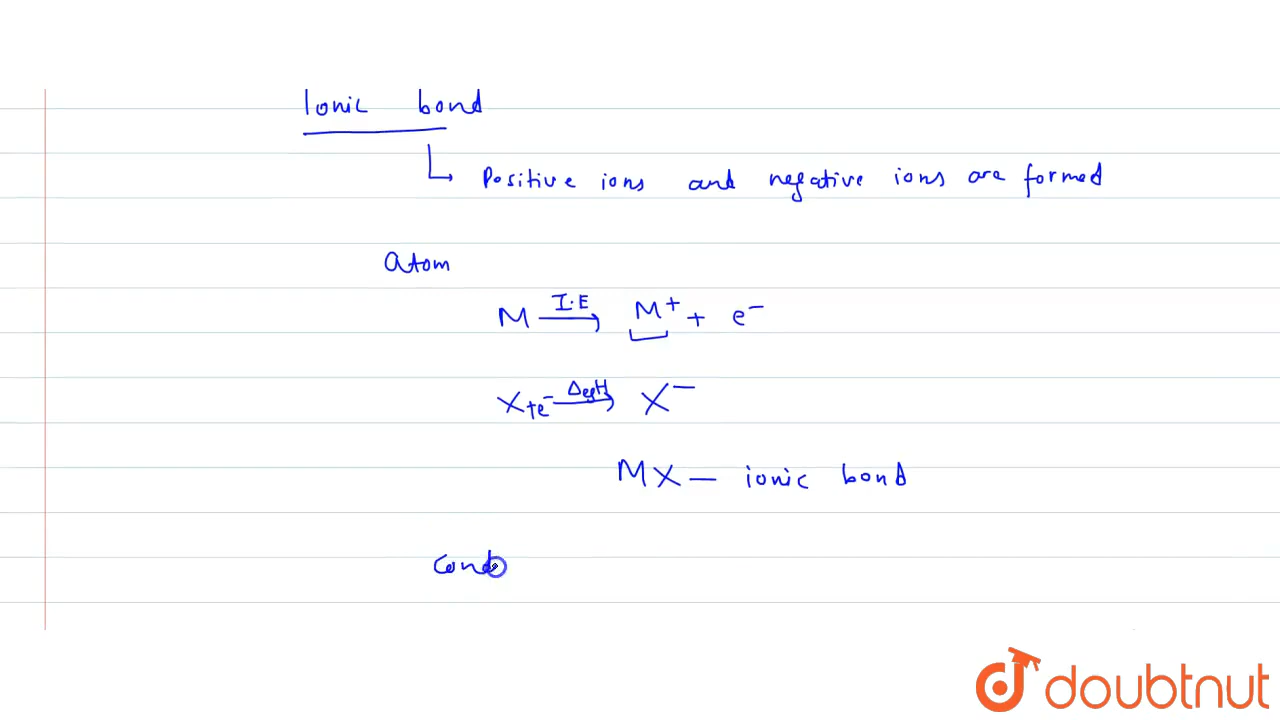 Ionic bond
Positive ions and negative ions are formed
Atom
M I.E M+ + e−
X+e− ΔegH X−
MX — ionic bond
Cond
doubtnut